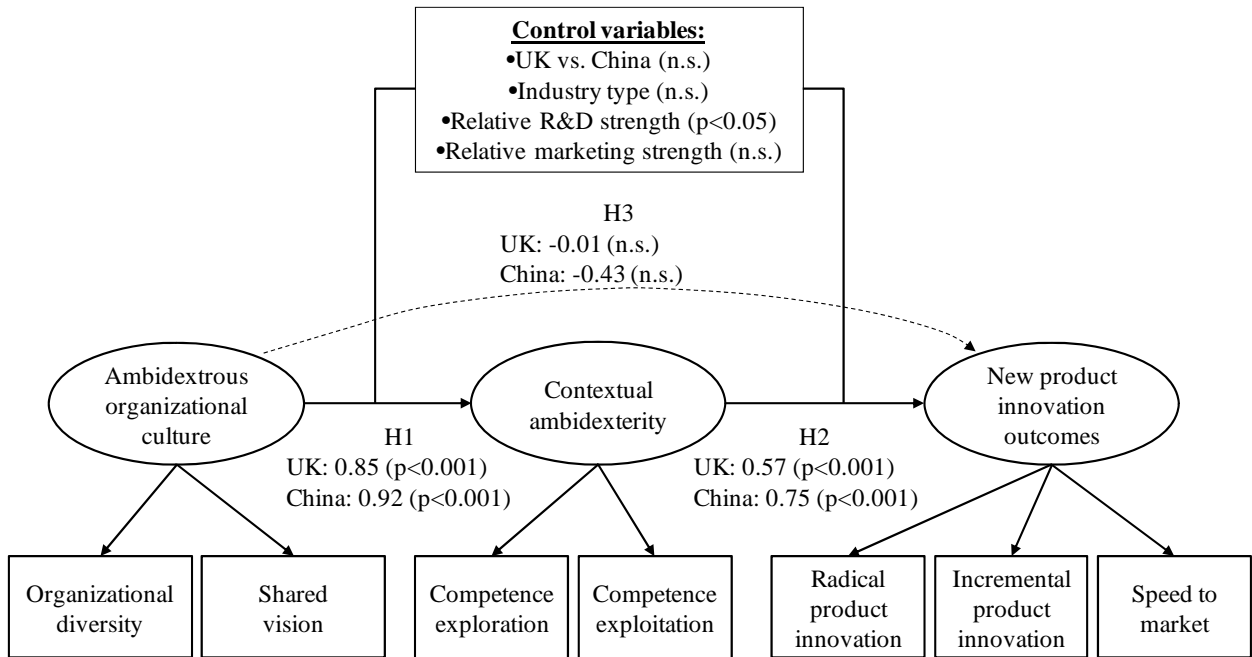 Control variables:
•UK vs. China (n.s.)
•Industry type (n.s.)
•Relative R&D strength (p<0.05)
•Relative marketing strength (n.s.)
H3
UK: -0.01 (n.s.)
China: -0.43 (n.s.)
Ambidextrous
organizational
culture
Contextual
ambidexterity
New product
innovation
outcomes
H1
UK: 0.85 (p<0.001)
China: 0.92 (p<0.001)
H2
UK: 0.57 (p<0.001)
China: 0.75 (p<0.001)
Organizational
diversity
Shared
vision
Competence
exploration
Competence
exploitation
Radical
product
innovation
Incremental
product
innovation
Speed to
market